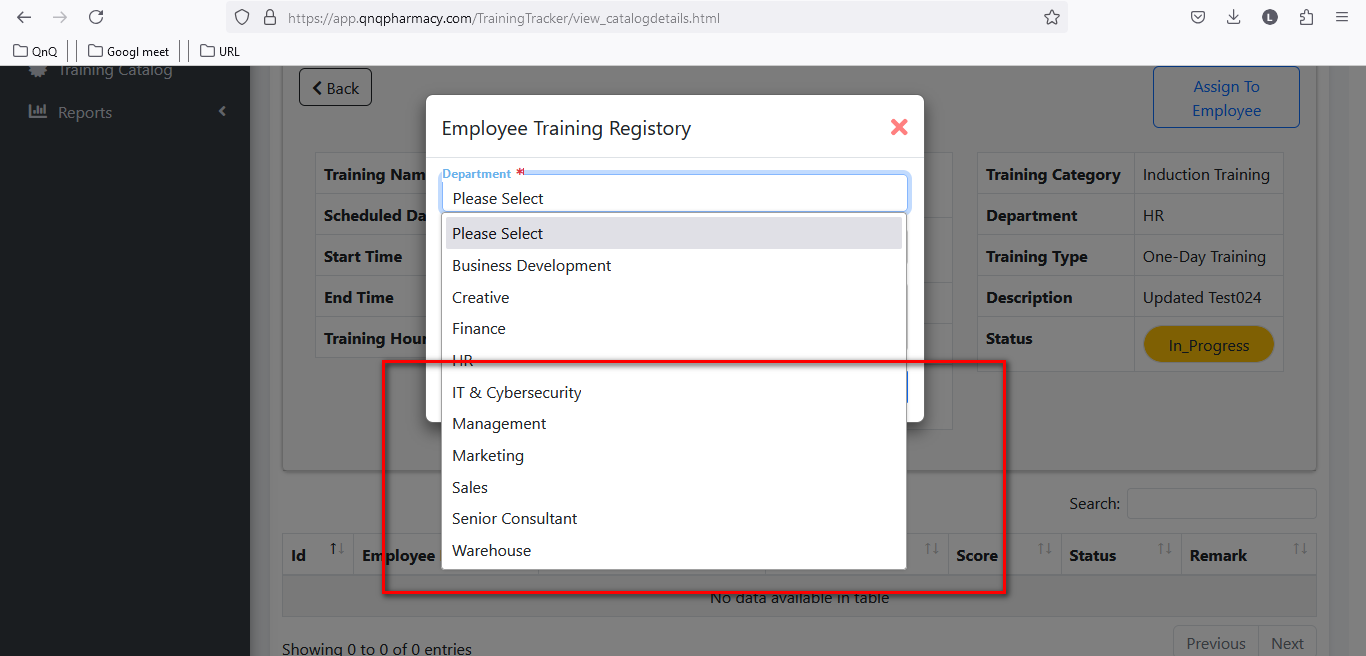 https://app.qnqpharmacy.com/TrainingTracker/view_catalogdetails.html
L
QnQ
Googl meet
URL
Training Catalog
Reports
Back
Assign To
Employee
Employee Training Registory
Department *
Please Select
Please Select
Business Development
Creative
Finance
HR
IT & Cybersecurity
Management
Marketing
Sales
Senior Consultant
Warehouse
Training Nam
Scheduled Da
Start Time
End Time
Training Hour
Training Category Induction Training
Department HR
Training Type One-Day Training
Description Updated Test024
Status In_Progress
Search:
Id Employee Score Status Remark
No data available in table
Showing 0 to 0 of 0 entries
Previous Next